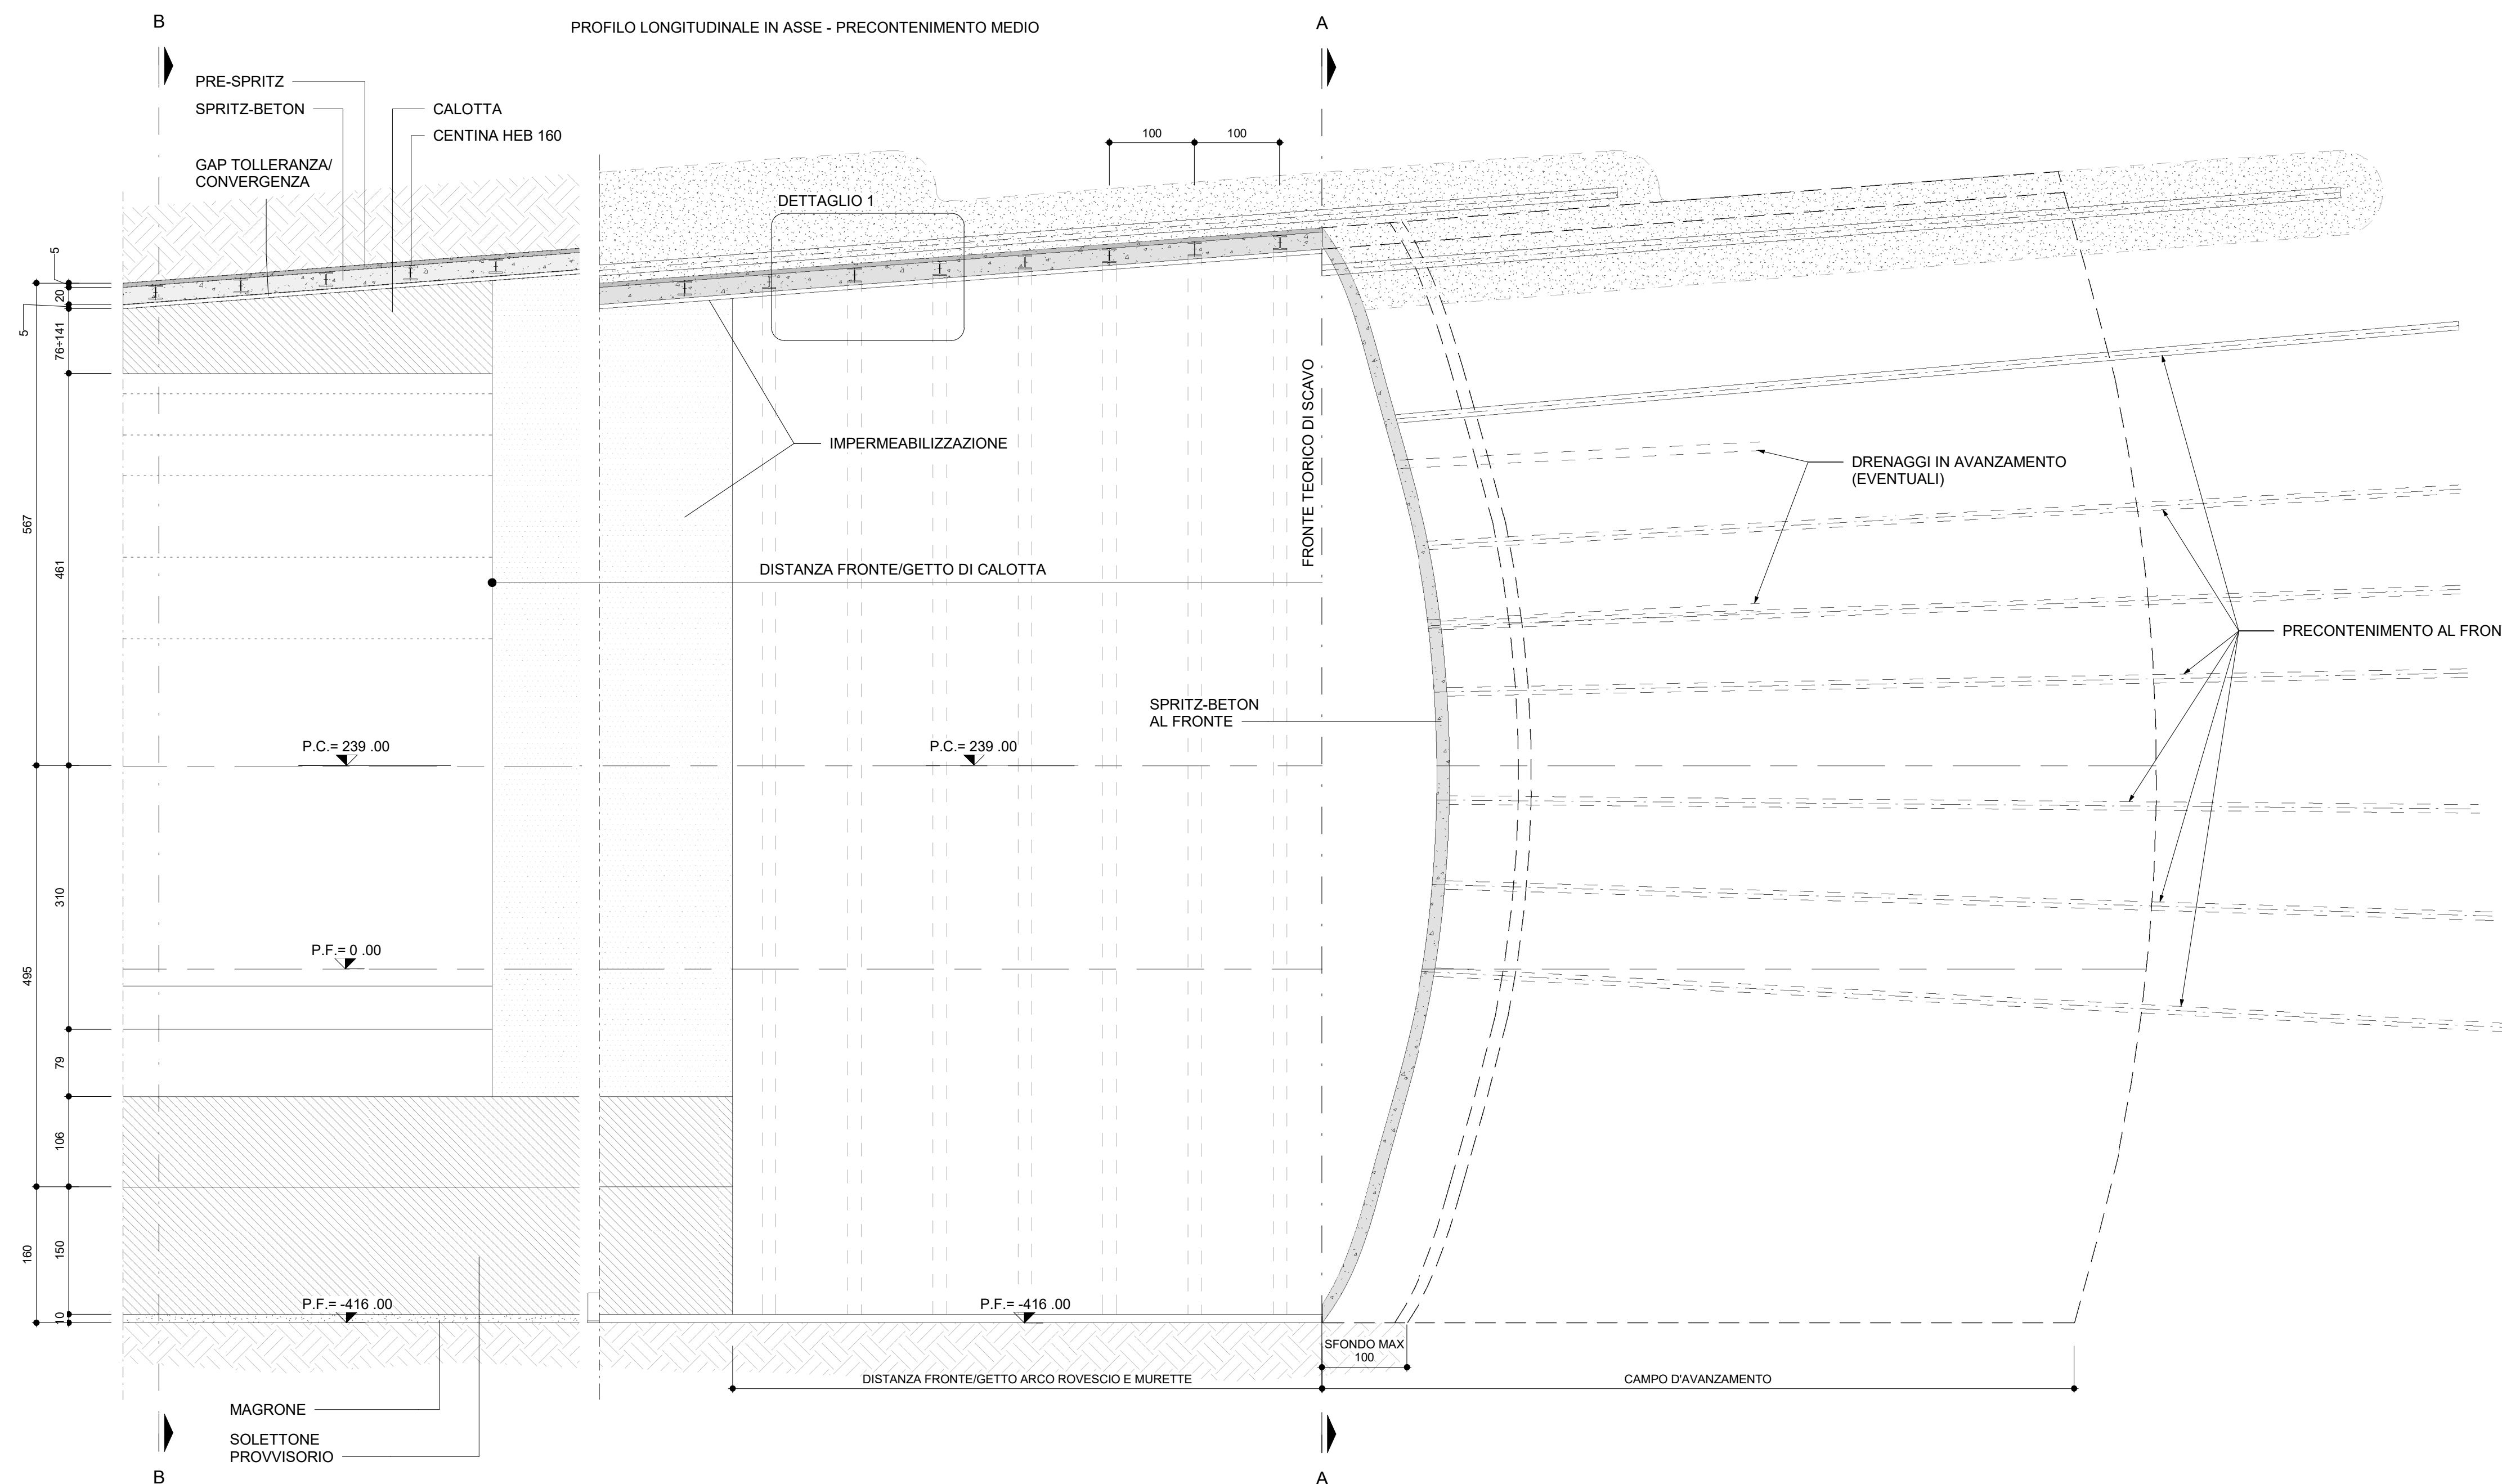 B
PROFILO LONGITUDINALE IN ASSE - PRECONTENIMENTO MEDIO
A
PRE-SPRITZ
SPRITZ-BETON
CALOTTA
CENTINA HEB 160
GAP TOLLERANZA/
CONVERGENZA
100
100
DETTAGLIO 1
5
20
5
76÷141
567
461
310
495
79
106
160
150
10
IMPERMEABILIZZAZIONE
FRONTE TEORICO DI SCAVO
DRENAGGI IN AVANZAMENTO
(EVENTUALI)
DISTANZA FRONTE/GETTO DI CALOTTA
PRECONTENIMENTO AL FRON
SPRITZ-BETON
AL FRONTE
P.C.= 239 .00
P.C.= 239 .00
P.F.= 0 .00
P.F.= -416 .00
P.F.= -416 .00
SFONDO MAX
100
DISTANZA FRONTE/GETTO ARCO ROVESCIO E MURETTE
CAMPO D'AVANZAMENTO
MAGRONE
SOLETTONE
PROVVISORIO
B
A